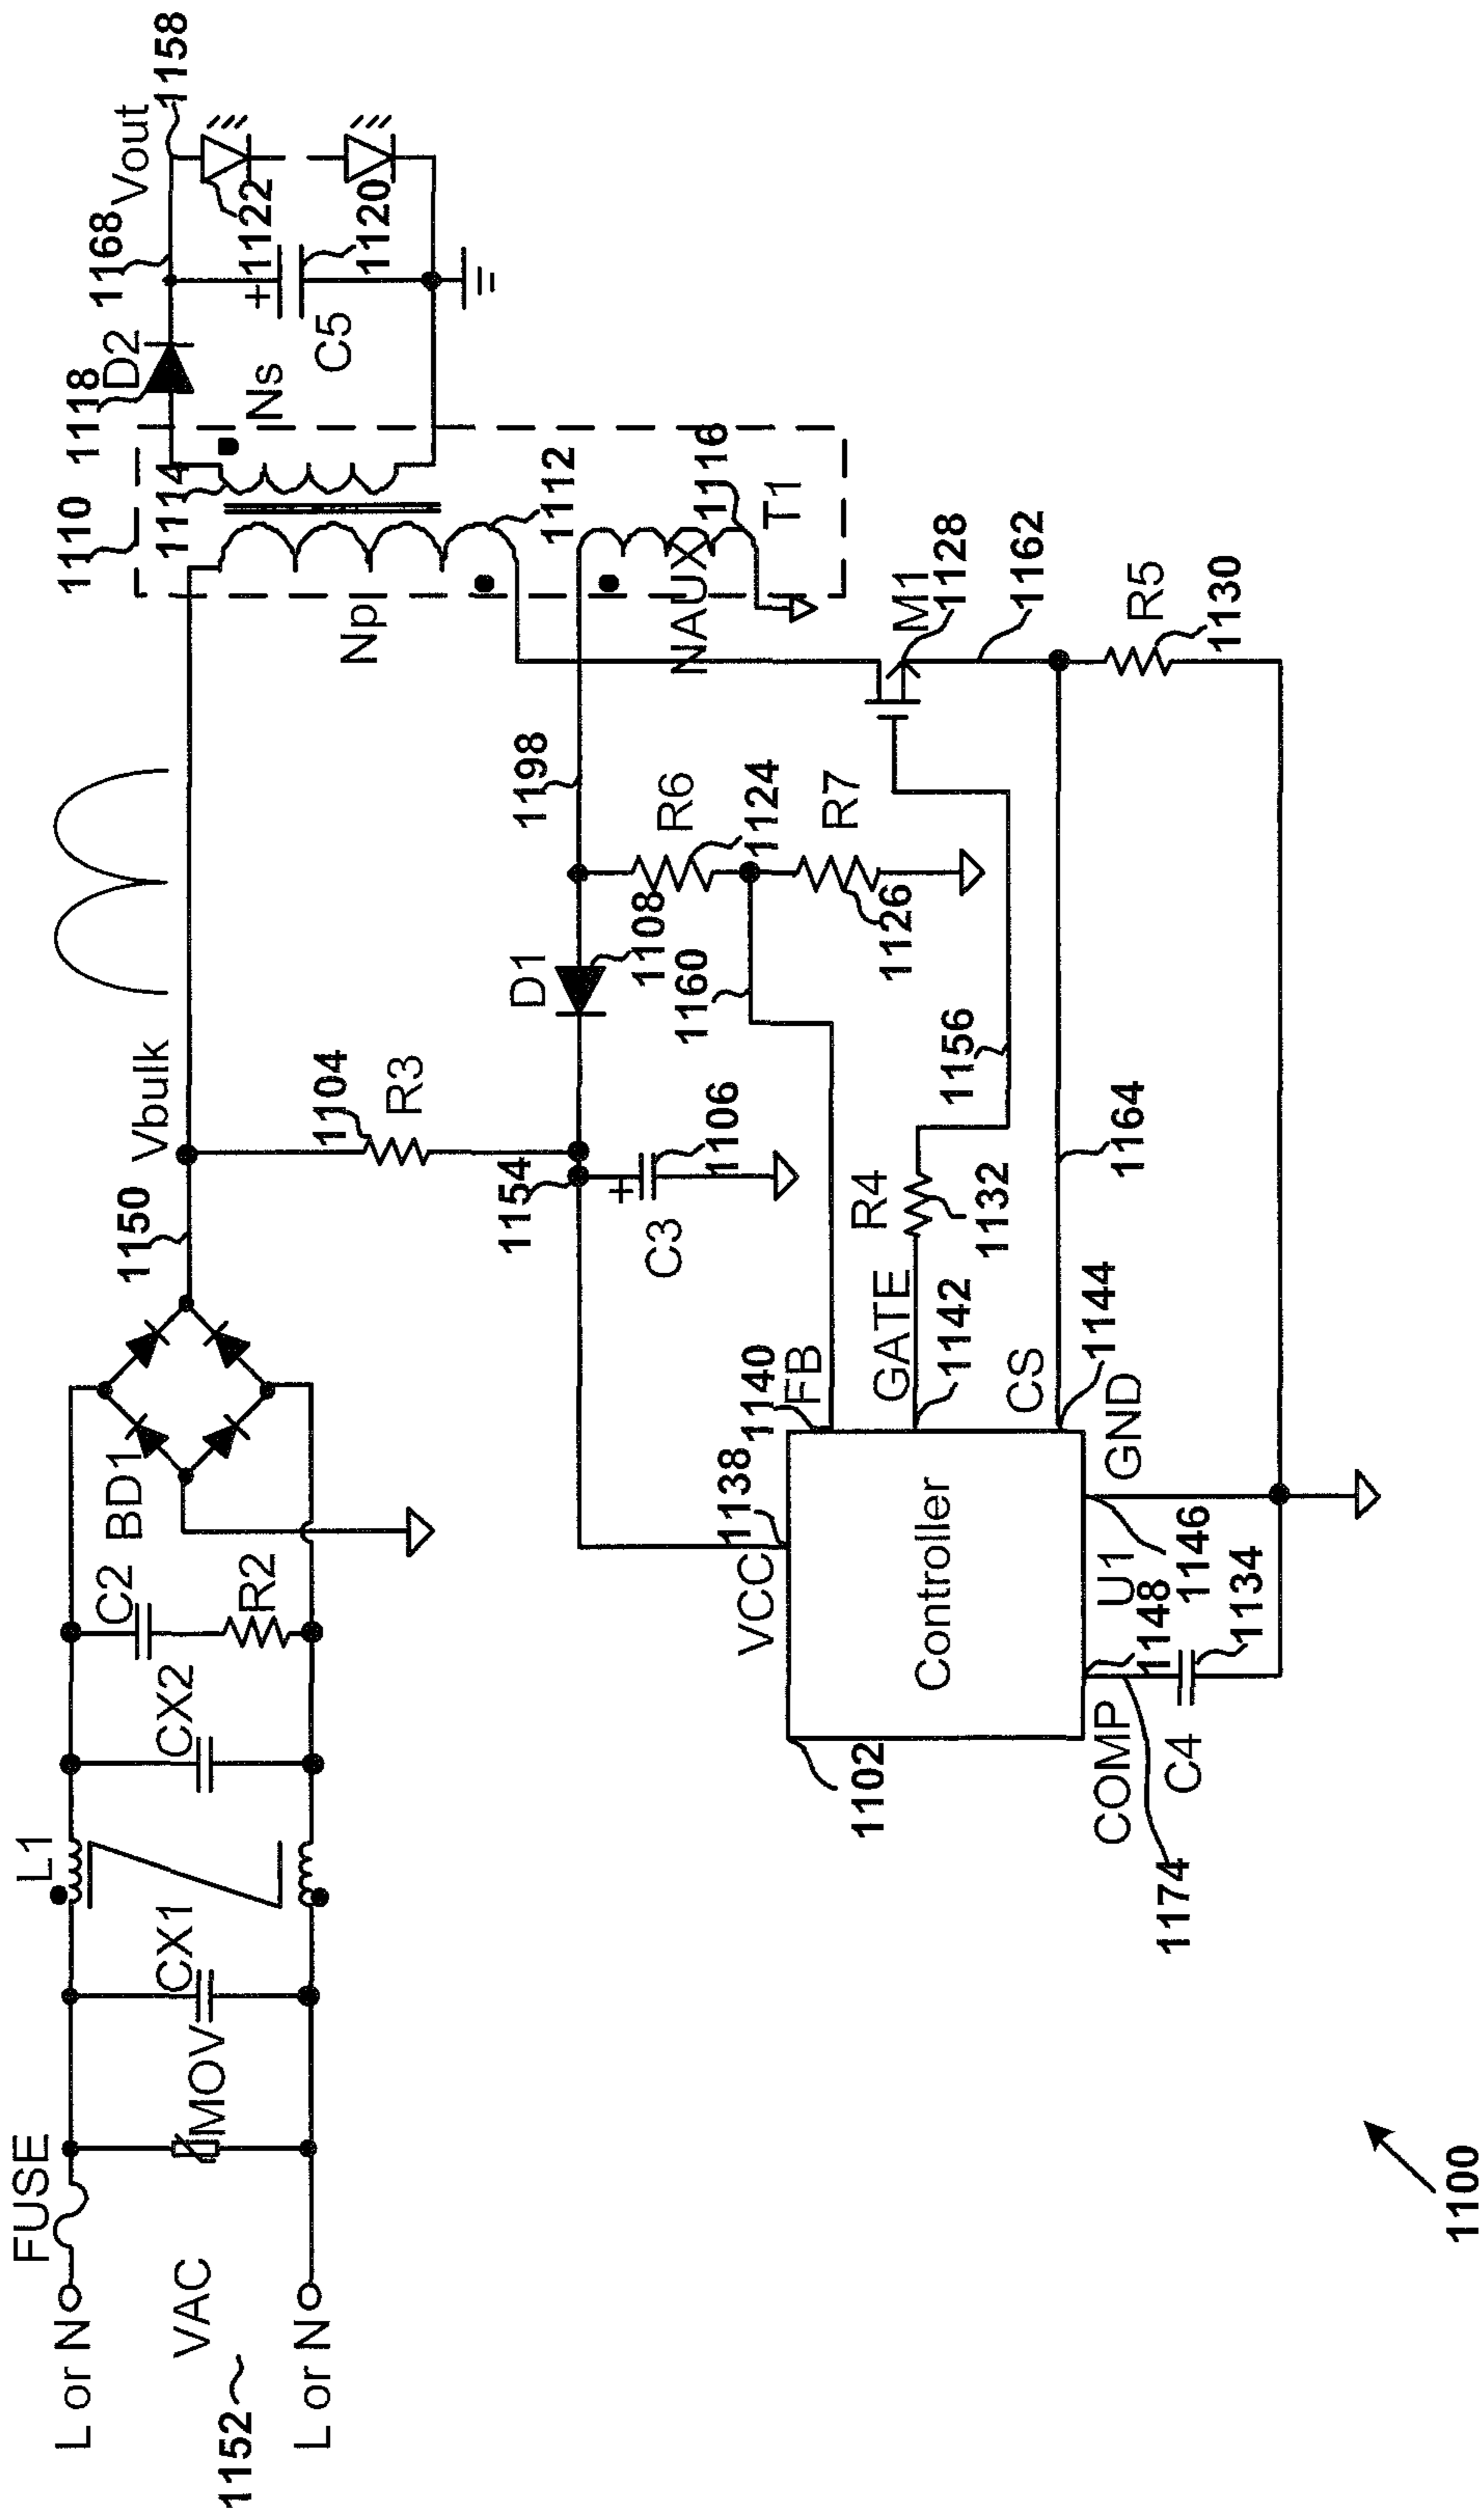 FUSE
L or N
VAC
1152
L or N
MOV
CX1
L1
CX2
C2
R2
BD1
1150
Vbulk
1104
R3
1154
C3
1106
D1
1108
1198
R6
1124
1160
R7
1126
1110
1118
D2
1168
Vout
1158
1114
Ns
1122
C5
1120
Np
1112
NAUX
1116
T1
M1
1128
1162
R5
1130
1156
R4
1132
1164
VCC
1138
1140
FB
GATE
1142
CS
1144
GND
Controller
1102
COMP
1148
U1
1146
1174
C4
1134
1100